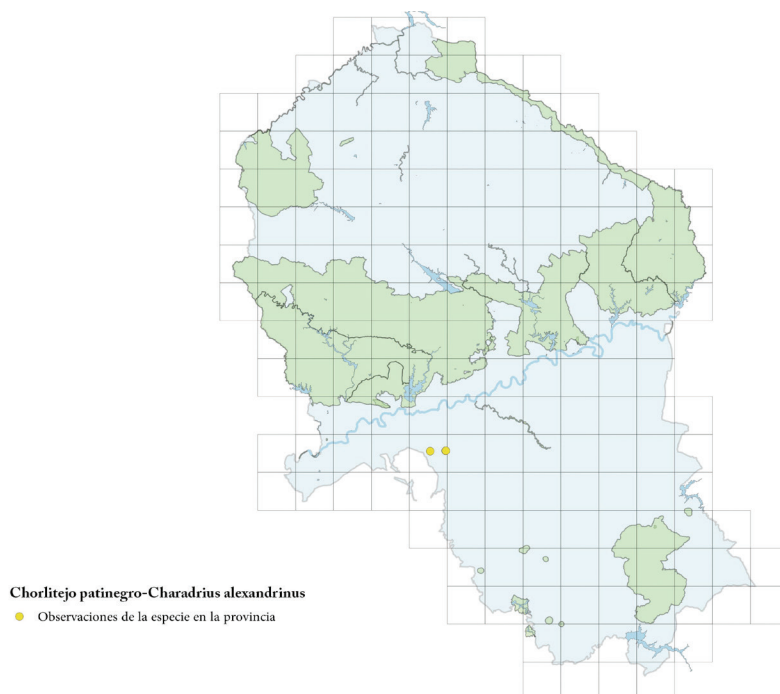 Chorlitejo patinegro-Charadrius alexandrinus
Observaciones de la especie en la provincia